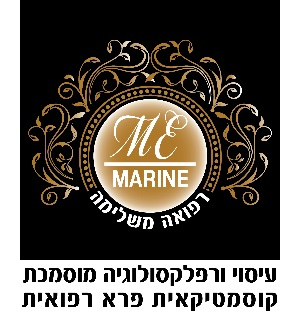 ME
MARINE
רפואה משלימה
עיסוי ורפלקסולוגיה מוסמכת
קוסמטיקאית פרא רפואית